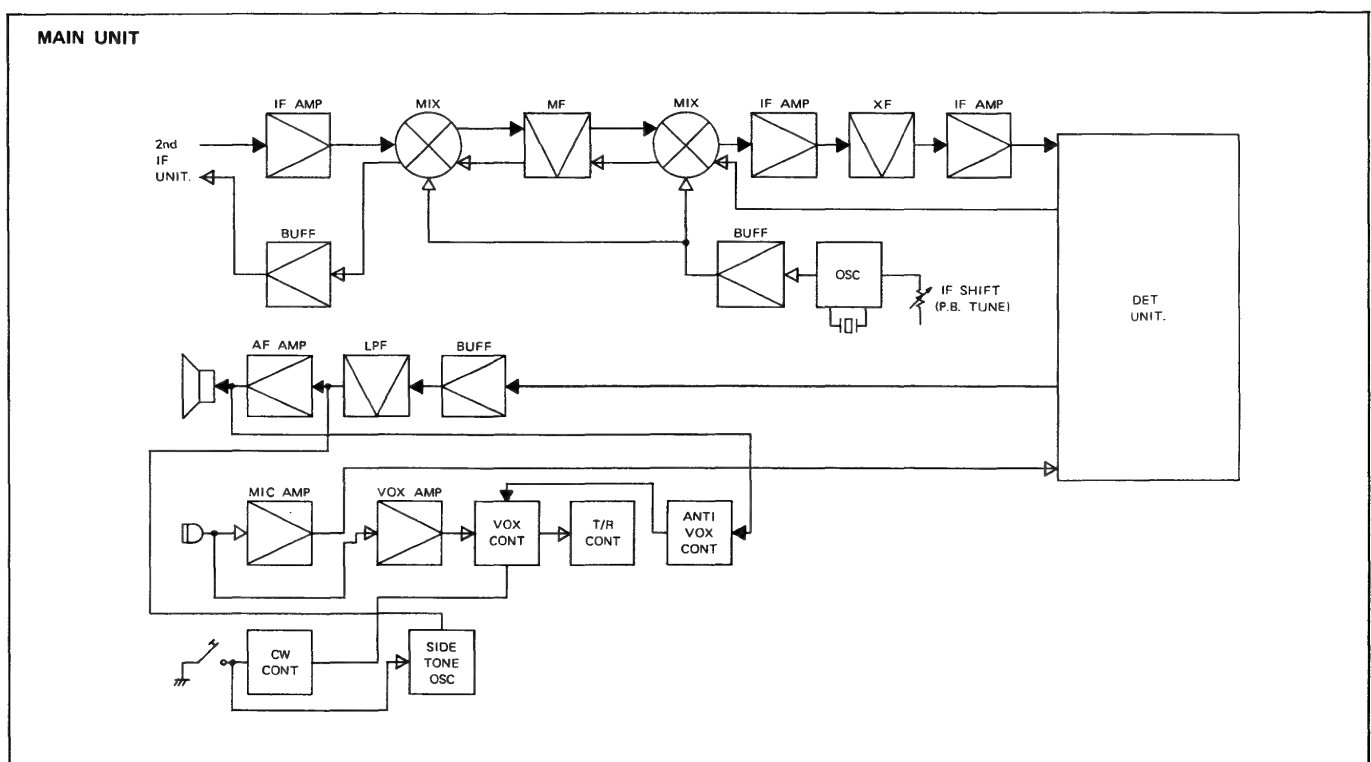 MAIN UNIT
IF AMP
MIX
MF
MIX
IF AMP
XF
IF AMP
2nd
IF
UNIT.
BUFF
BUFF
OSC
IF SHIFT
(P.B. TUNE)
DET
UNIT.
AF AMP
LPF
BUFF
MIC AMP
VOX AMP
VOX
CONT
T/R
CONT
ANTI
VOX
CONT
CW
CONT
SIDE
TONE
OSC